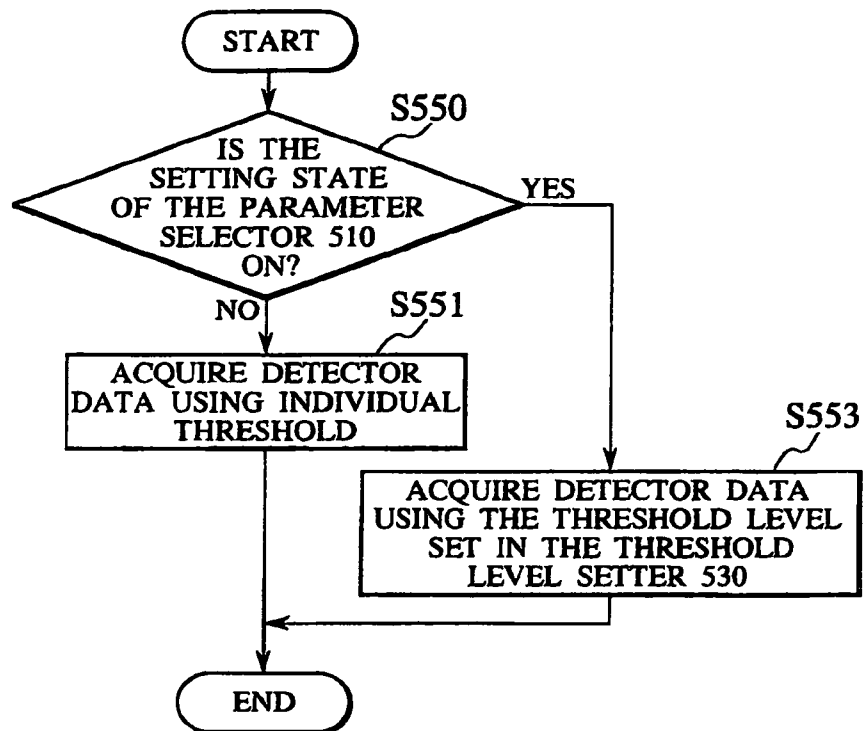 START
S550
IS THE
SETTING STATE
OF THE PARAMETER
SELECTOR 510
ON?
YES
NO
S551
ACQUIRE DETECTOR
DATA USING INDIVIDUAL
THRESHOLD
S553
ACQUIRE DETECTOR DATA
USING THE THRESHOLD LEVEL
SET IN THE THRESHOLD
LEVEL SETTER 530
END